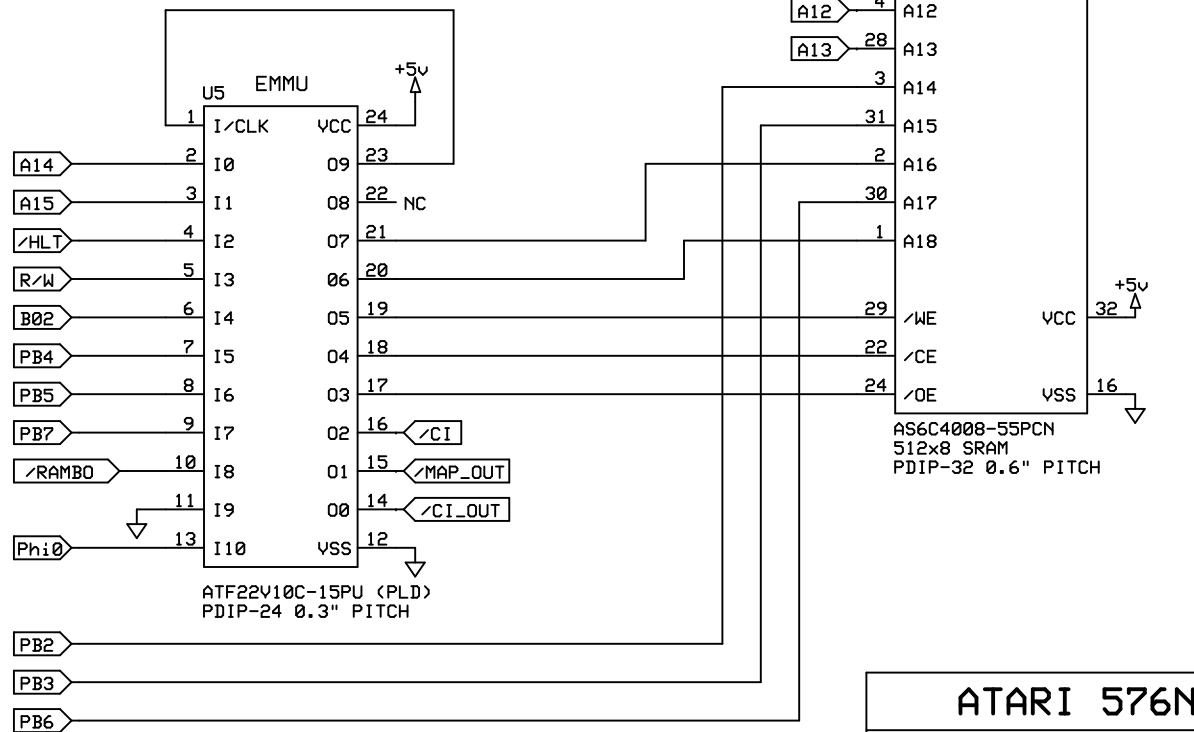 A12 4 A12
A13 28 A13
EMMU
U5
+5v
1 I/CLK VCC 24
3 A14
31 A15
A14 2 I0 O9 23
2 A16
A15 3 I1 O8 22 NC
30 A17
/HLT 4 I2 O7 21
1 A18
R/W 5 I3 06 20
+5v
B02 6 I4 O5 19
29 /WE VCC 32
PB4 7 I5 O4 18
22 /CE
PB5 8 I6 O3 17
24 /OE VSS 16
PB7 9 I7 O2 16 /CI
AS6C4008-55PCN
512x8 SRAM
PDIP-32 0.6" PITCH
/RAMBO 10 I8 O1 15 /MAP_OUT
11 I9 O0 14 /CI_OUT
Phi0 13 I10 VSS 12
ATF22V10C-15PU (PLD)
PDIP-24 0.3" PITCH
PB2
PB3
PB6
ATARI 576N